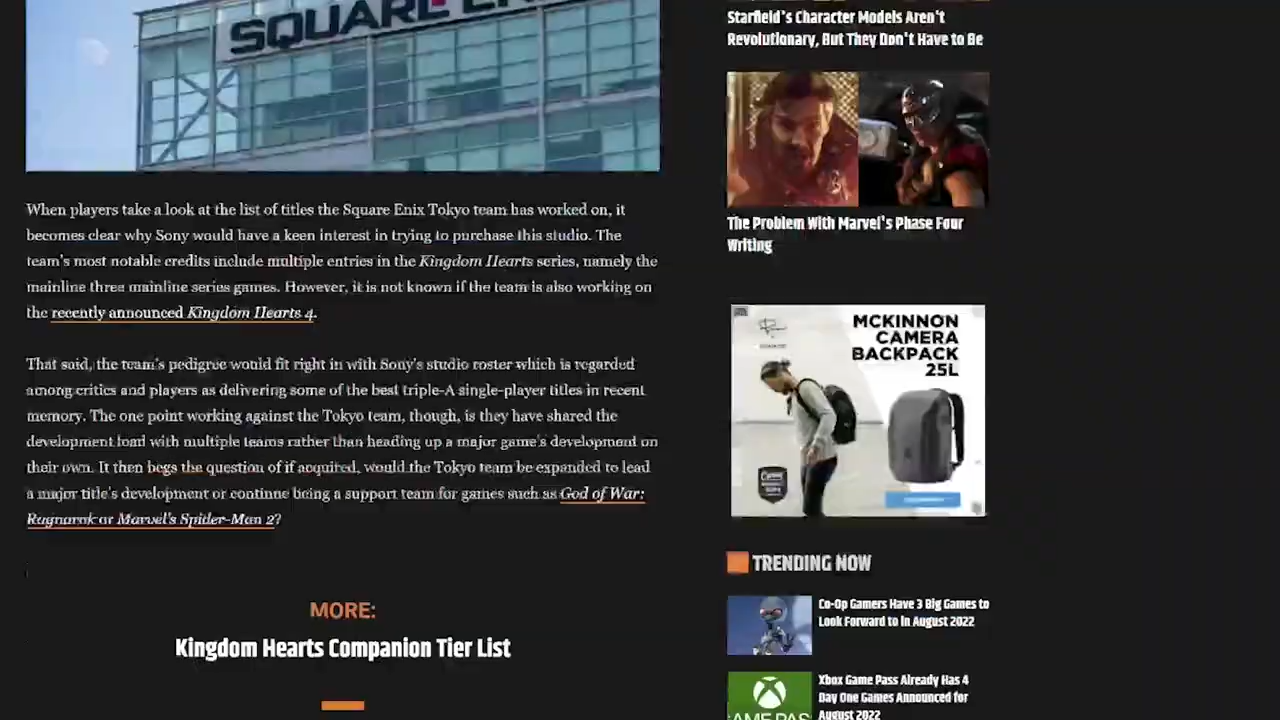 SQUARE EN
When players take a look at the list of titles the Square Enix Tokyo team has worked on, it
becomes clear why Sony would have a keen interest in trying to purchase this studio. The
team's most notable credits include multiple entries in the Kingdom Hearts series, namely the
mainline three mainline series games. However, it is not known if the team is also working on
the recently announced Kingdom Hearts 4.
That said, the team's pedigree would fit right in with Sony's studio roster which is regarded
among critics and players as delivering some of the best triple-A single-player titles in recent
memory. The one point working against the Tokyo team, though, is they have shared the
development load with multiple teams rather than heading up a major game's development on
their own. It then begs the question of if acquired, would the Tokyo team be expanded to lead
a major title's development or continue being a support team for games such as God of War:
Ragnarok or Marvel's Spider-Man 2?
MORE:
Kingdom Hearts Companion Tier List
Starfield's Character Models Aren't
Revolutionary, But They Don't Have to Be
The Problem With Marvel's Phase Four
Writing
MCKINNON
CAMERA
BACKPACK
25L
TRENDING NOW
Co-Op Gamers Have 3 Big Games to
Look Forward to in August 2022
Xbox Game Pass Already Has 4
Day One Games Announced for
August 2022
AME PAS